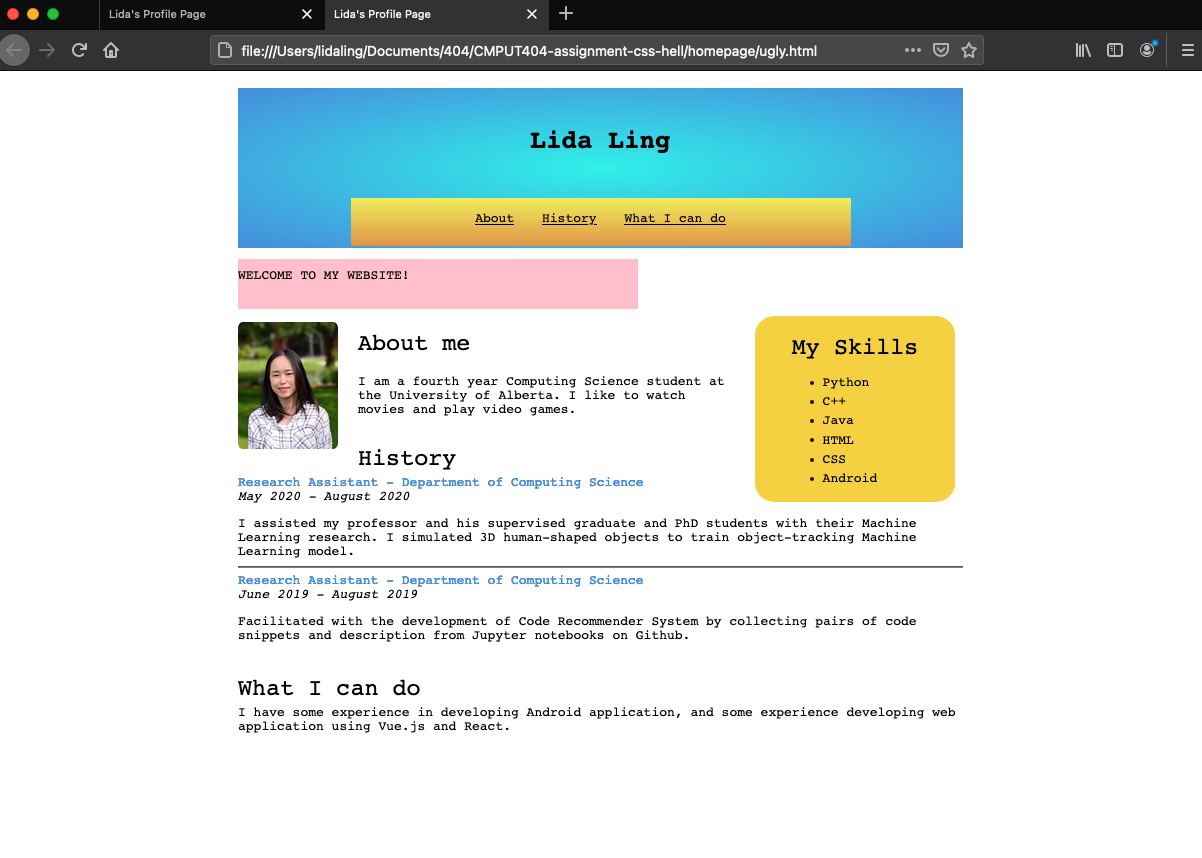 Lida's Profile Page
Lida's Profile Page
file:///Users/lidaling/Documents/404/CMPUT404-assignment-css-hell/homepage/ugly.html
Lida Ling
About History What I can do
WELCOME TO MY WEBSITE!
About me
I am a fourth year Computing Science student at
the University of Alberta. I like to watch
movies and play video games.
My Skills
• Python
• C++
• Java
• HTML
• CSS
• Android
History
Research Assistant - Department of Computing Science
May 2020 - August 2020
I assisted my professor and his supervised graduate and PhD students with their Machine
Learning research. I simulated 3D human-shaped objects to train object-tracking Machine
Learning model.
Research Assistant - Department of Computing Science
June 2019 - August 2019
Facilitated with the development of Code Recommender System by collecting pairs of code
snippets and description from Jupyter notebooks on Github.
What I can do
I have some experience in developing Android application, and some experience developing web
application using Vue.js and React.